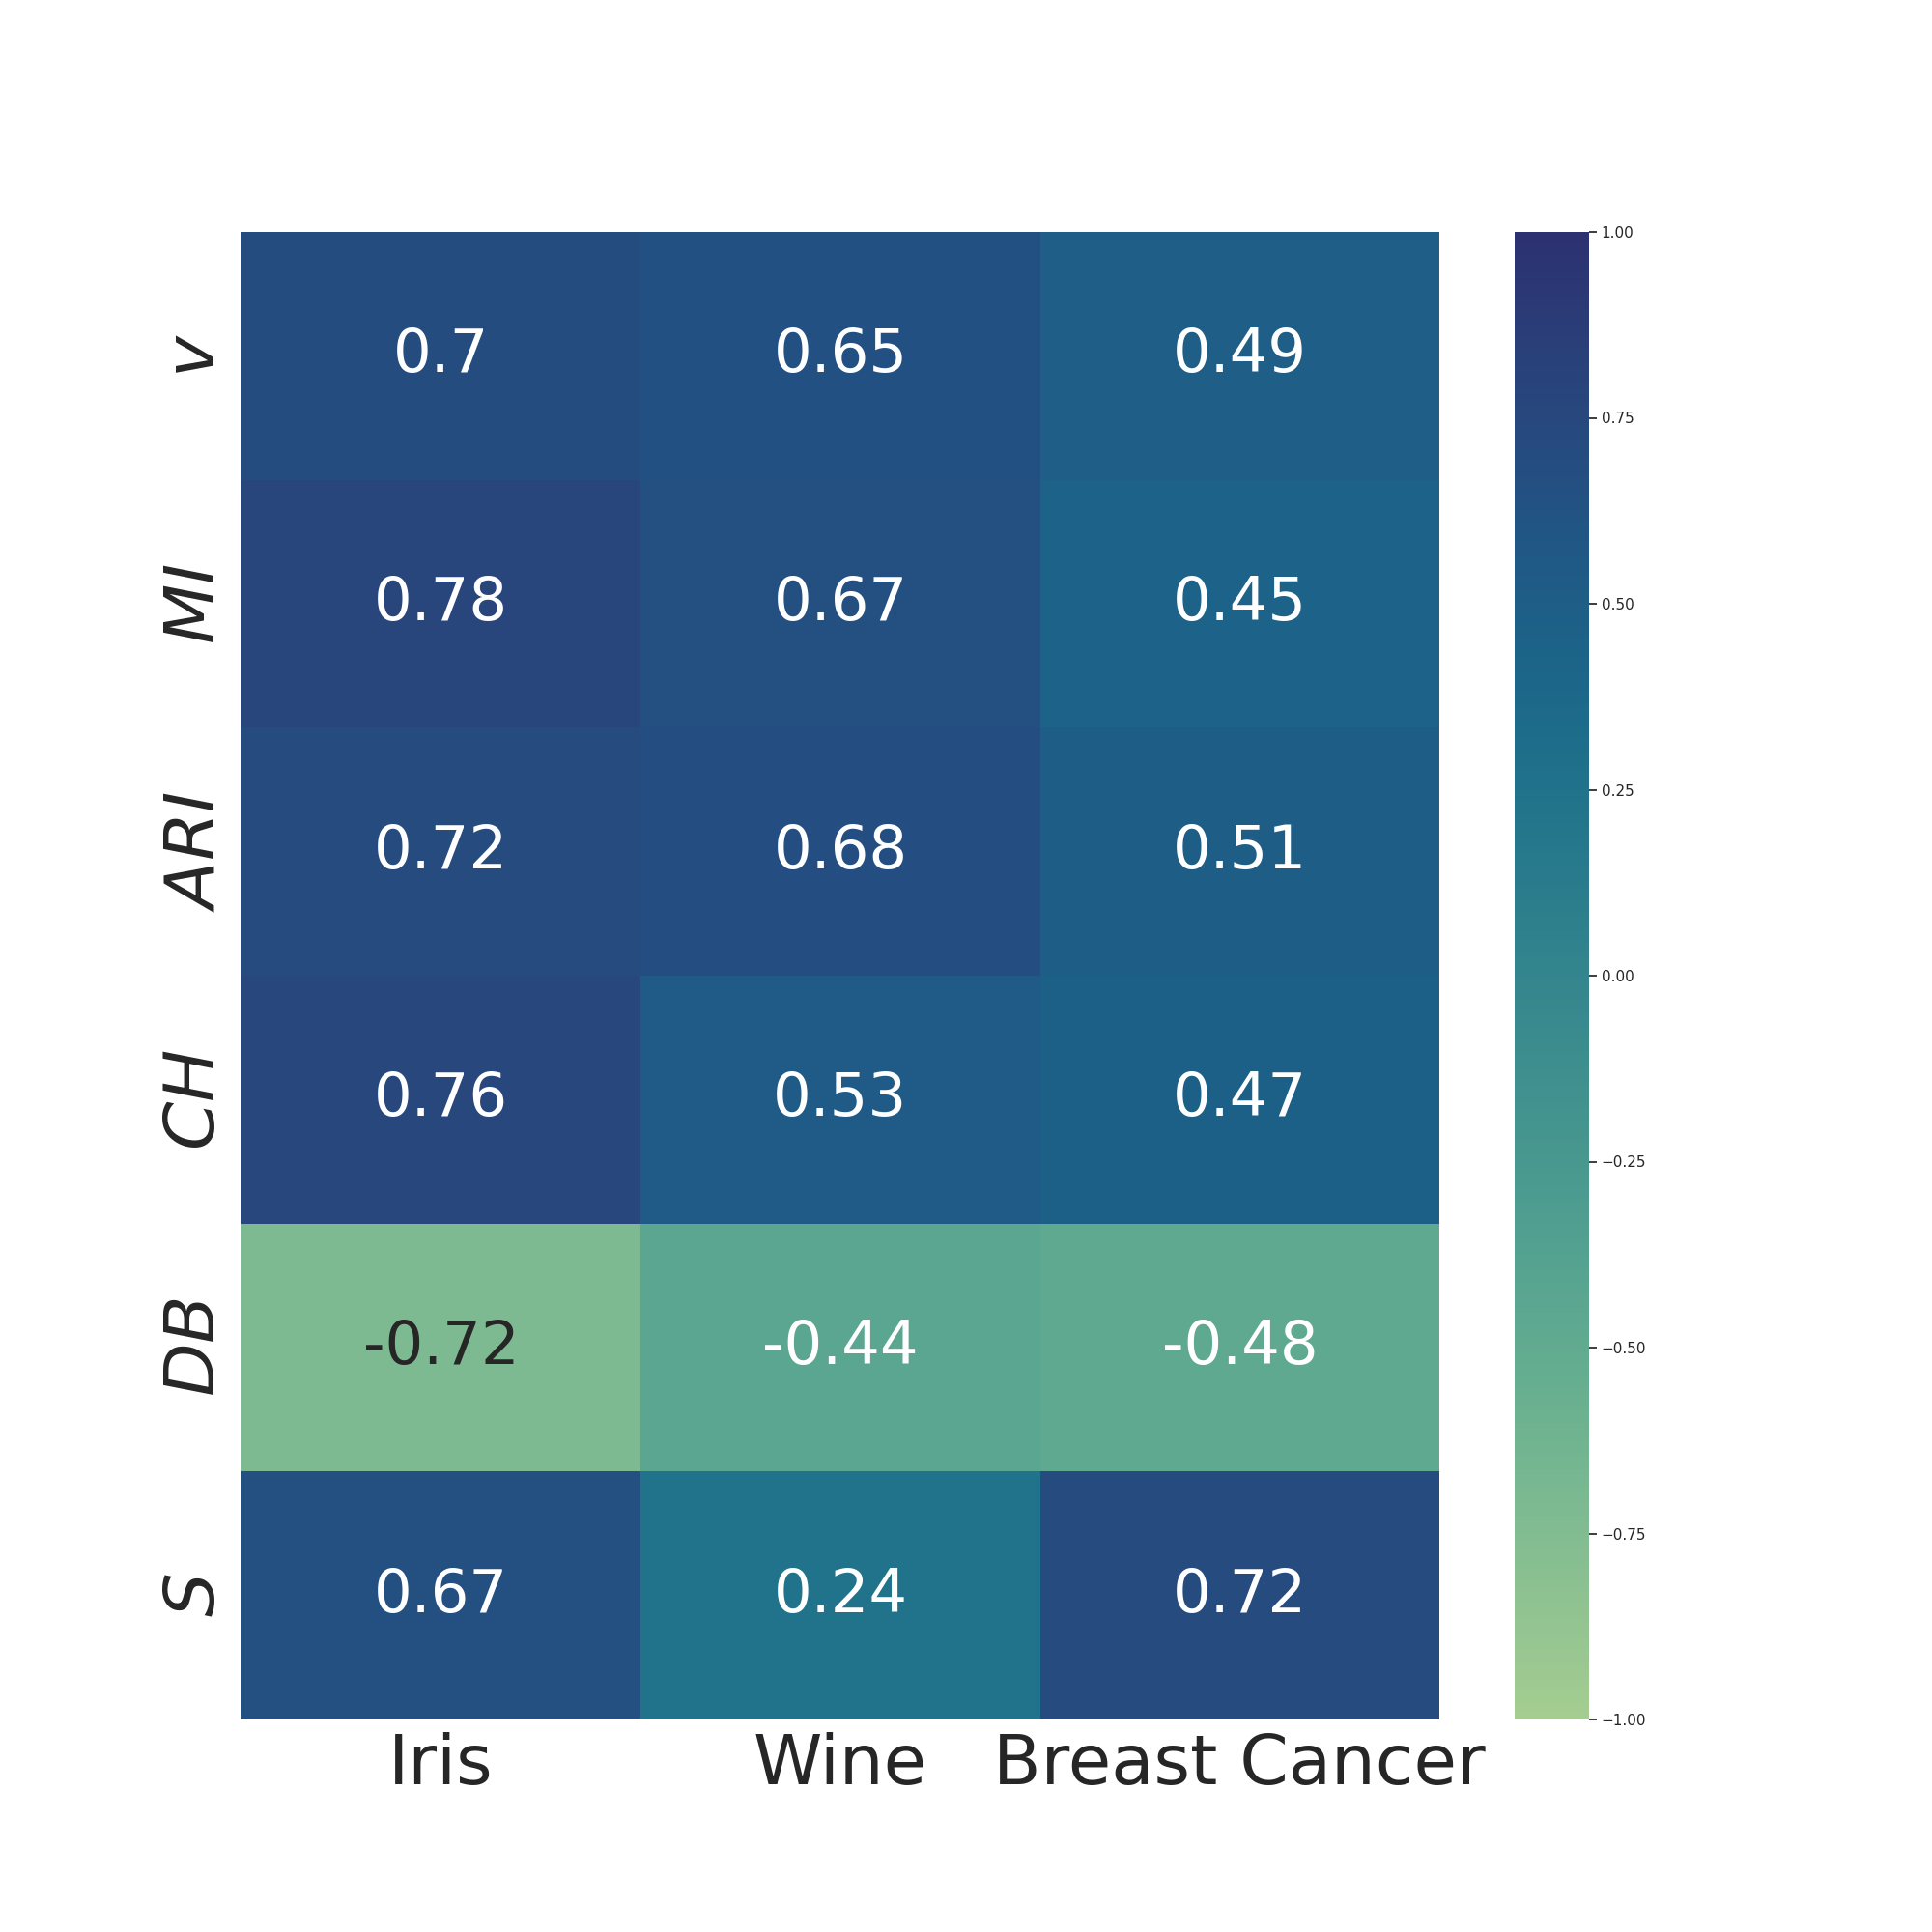 v 0.7 0.65 0.49
MI 0.78 0.67 0.45
ARI 0.72 0.68 0.51
CH 0.76 0.53 0.47
DB -0.72 -0.44 -0.48
S 0.67 0.24 0.72
Iris Wine Breast Cancer
1.00
0.75
0.50
0.25
0.00
−0.25
−0.50
−0.75
−1.00